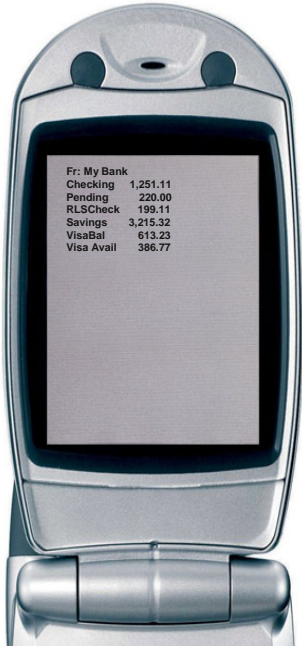 Fr: My Bank
Checking 1,251.11
Pending 220.00
RLSCheck 199.11
Savings 3,215.32
VisaBal 613.23
Visa Avail 386.77